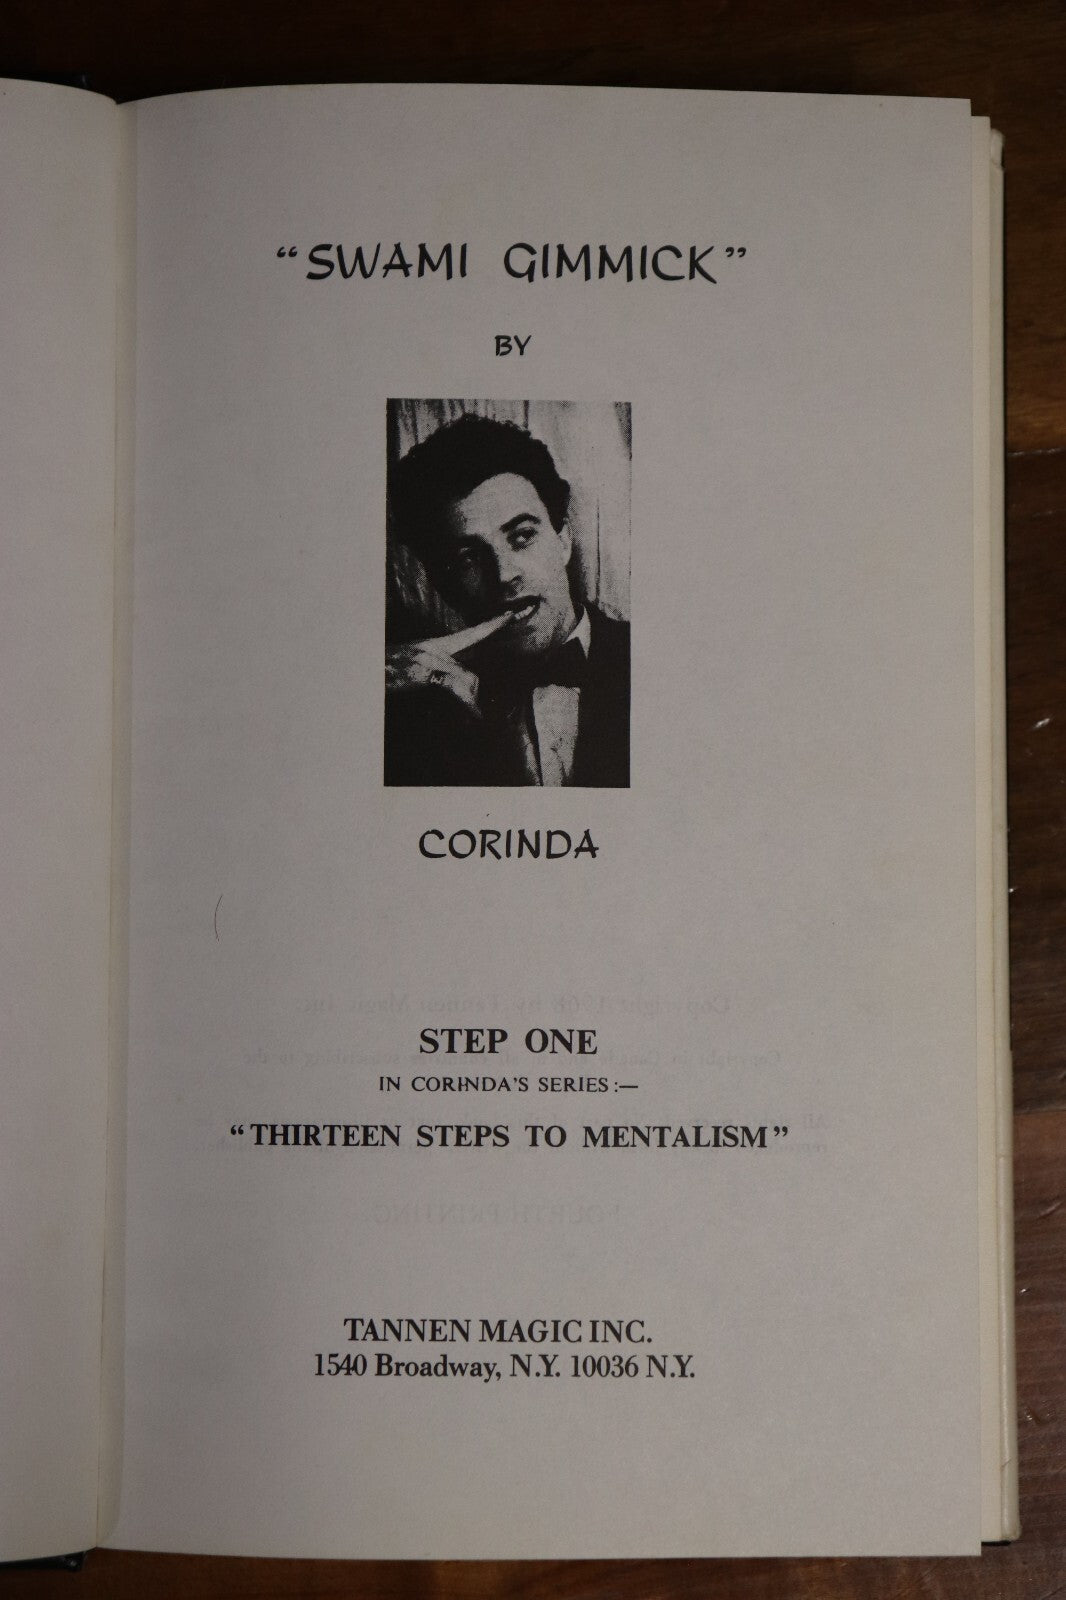 “SWAMI GIMMICK”
BY
CORINDA
STEP ONE
IN CORINDA’S SERIES :—
“THIRTEEN STEPS TO MENTALISM”
TANNEN MAGIC INC.
1540 Broadway, N.Y. 10036 N.Y.